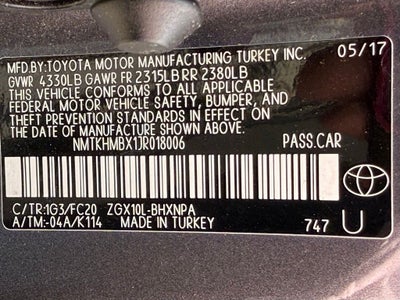 MFD.BY:TOYOTA MOTOR MANUFACTURING TURKEY INC. 05/17
GVWR 4330LB GAWR FR 2315LB RR 2380LB
THIS VEHICLE CONFORMS TO ALL APPLICABLE
FEDERAL MOTOR VEHICLE SAFETY, BUMPER, AND
THEFT PREVENTION STANDARDS IN EFFECT ON
THE DATE OF MANUFACTURE SHOWN ABOVE.
NMTKHMBX1JR018006 PASS.CAR
C/TR:1G3/FC20 ZGX10L-BHXNPA
A/TM:-04A/K114 MADE IN TURKEY 747 U